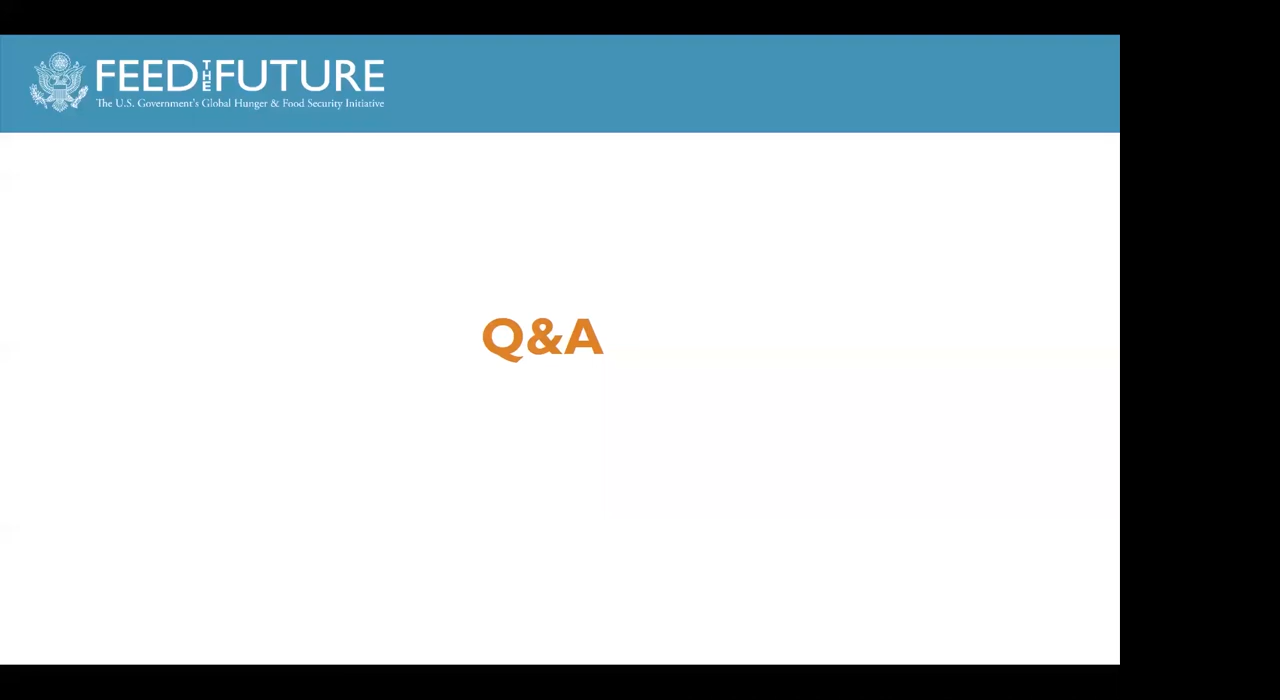 FEED THE FUTURE
The U.S. Government's Global Hunger & Food Security Initiative
Q&A